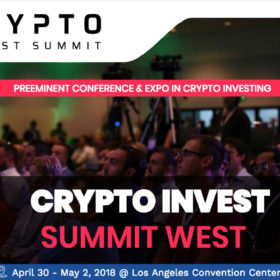 YPTO
ST SUMMIT
PREEMINENT CONFERENCE & EXPO IN CRYPTO INVESTING
CRYPTO INVEST
SUMMIT WEST
April 30 - May 2, 2018 @ Los Angeles Convention Center